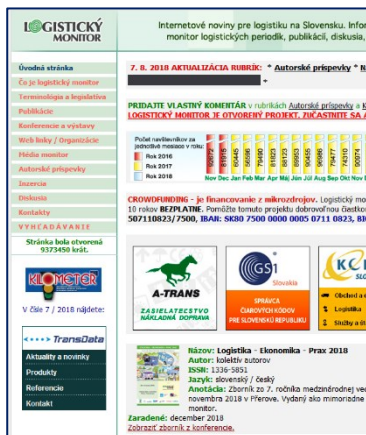 LOGISTICKÝ
MONITOR
Internetové noviny pre logistiku na Slovensku.
monitor logistických periodík, publikácií, diskusia,
Úvodná stránka
Čo je logistický monitor
Terminológia a legislatíva
Publikácie
Konferencie a výstavy
Web linky / Organizácie
Média monitor
Autorské príspevky
Inzercia
Diskusia
Kontakty
VYHĽADÁVANIE
Stránka bola otvorená
9373450 krát.
KILOMETER
V čísle 7 / 2018 nájdete:
TransData
Aktuality a novinky
Produkty
Referencie
Kontakt
7. 8. 2018 AKTUALIZÁCIA RUBRÍK: * Autorské príspevky *
PRIDAJTE VLASTNÝ KOMENTÁR v rubrikách Autorské príspevky a
LOGISTICKÝ MONITOR JE OTVORENÝ PROJEKT. ZÚČASTNITE SA
Počet navštevníkov za
jednotlivé mesiace v roku:
Rok 2016
Rok 2017
Rok 2018
Nov Dec Jan Feb Mar Apr Máj Jún Júl Aug Sep Okt Nov
CROWDFUNDING - je financovanie z mikrozdrojov. Logistický
10 rokov BEZPLATNE. Pomôžte tomuto projektu dobrovoľnou
507110823/7500, IBAN: SK80 7500 0000 0005 0711 0823,
A-TRANS
ZASIELATEĽSTVO
NÁKLADNÁ DOPRAVA
GS1
Slovakia
SPRÁVCA
ČIAROVÝCH KÓDOV
PRE SLOVENSKÚ REPUBLIKU
Obchod a
Logistika
Služby a
Názov: Logistika - Ekonomika - Prax 2018
Autor: kolektív autorov
ISSN: 1336-5851
Jazyk: slovenský / český
Anotácia: Zborník zo 7. ročníka medzinárodnej
novembra 2018 v Přerove. Vydaný ako mimoriadne
monitor.
Zaradené: december 2018
Zobraziť zborník z konferencie.